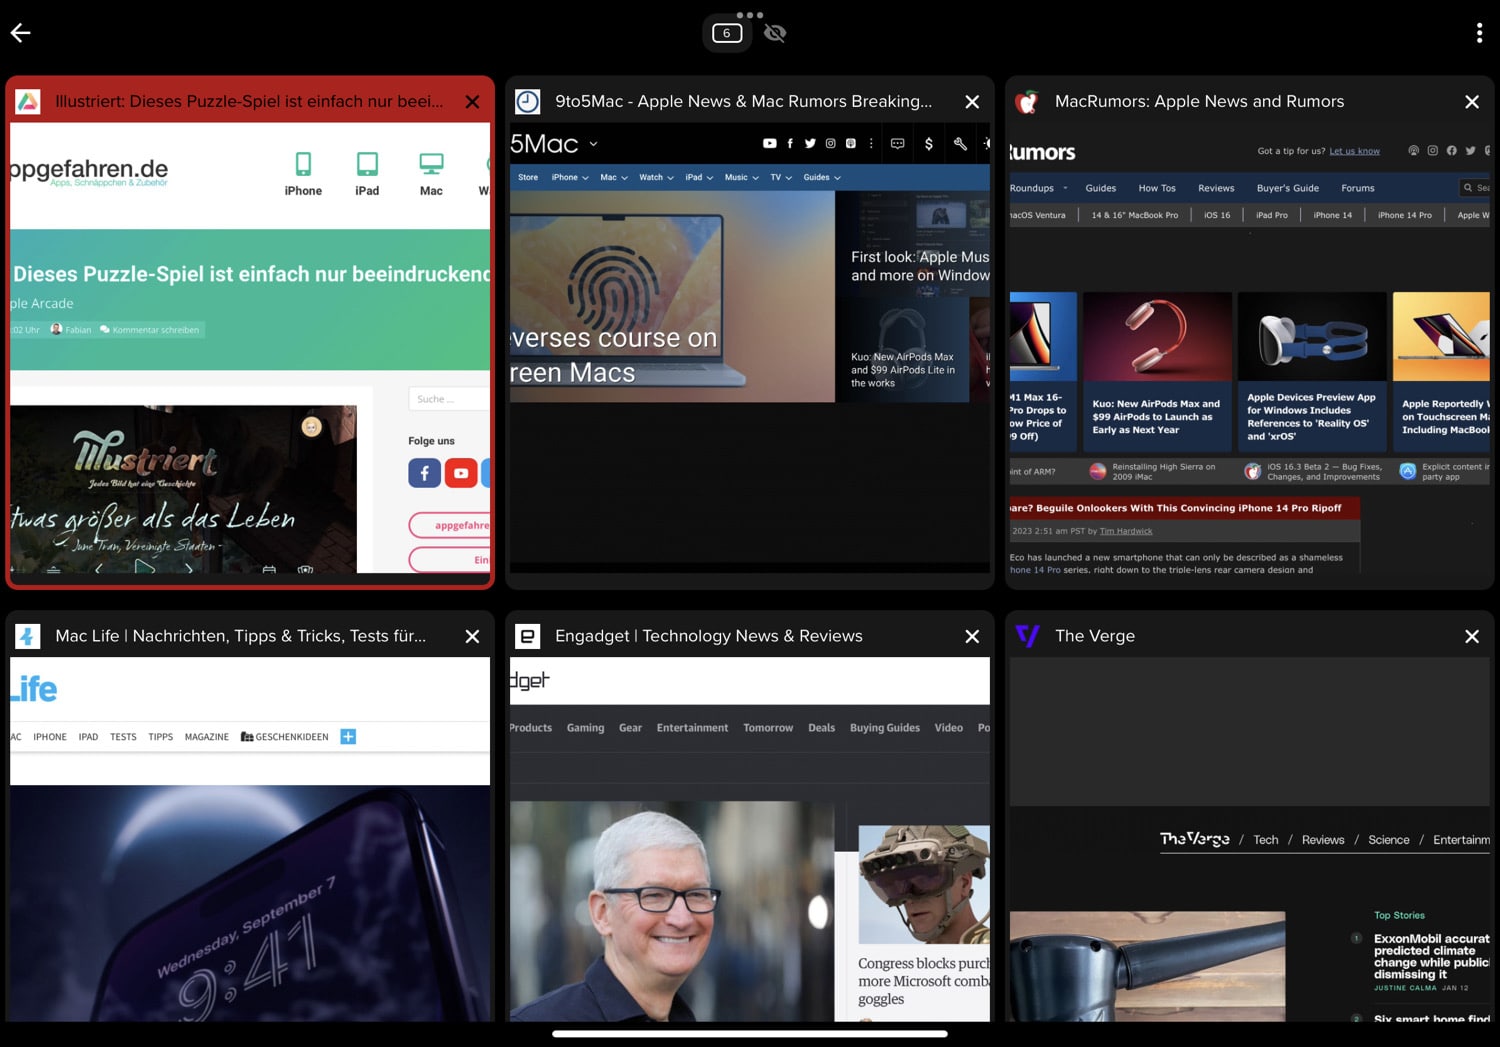 6
Illustriert: Dieses Puzzle-Spiel ist einfach nur beei...
ppgefahren.de
Apps, Schnäppchen & Zubehör
iPhone
iPad
Mac
W
Dieses Puzzle-Spiel ist einfach nur beeindruckend
ple Arcade
:02 Uhr Fabian Kommentar schreiben
Suche ...
Folge uns
appgefahre
Ein
Illustriert
Jedes Bild hat eine Geschichte
twas größer als das Leben
- June Tran, Vereinigte Staaten -
9to5Mac - Apple News & Mac Rumors Breaking...
5Mac
Store iPhone Mac Watch iPad Music TV Guides
everses course on
reen Macs
First look: Apple Mus
and more on Window
Kuo: New AirPods Max
and $99 AirPods Lite in
the works
MacRumors: Apple News and Rumors
Rumors
Got a tip for us? Let us know
Roundups Guides How Tos Reviews Buyer's Guide Forums Sea
macOS Ventura 14 & 16" MacBook Pro iOS 16 iPad Pro iPhone 14 iPhone 14 Pro Apple W
M1 Max 16-
Pro Drops to
ow Price of
9 Off)
Kuo: New AirPods Max and
$99 AirPods to Launch as
Early as Next Year
Apple Devices Preview App
for Windows Includes
References to 'Reality OS'
and 'xrOS'
Apple Reportedly W
on Touchscreen Ma
Including MacBook
int of ARM?
Reinstalling High Sierra on
2009 iMac
iOS 16.3 Beta 2 — Bug Fixes,
Changes, and Improvements
Explicit content i
party app
pare? Beguile Onlookers With This Convincing iPhone 14 Pro Ripoff
2023 2:51 am PST by Tim Hardwick
Eco has launched a new smartphone that can only be described as a shameless
hone 14 Pro series, right down to the triple-lens rear camera design and
Mac Life | Nachrichten, Tipps & Tricks, Tests für...
Life
AC IPHONE IPAD TESTS TIPPS MAGAZINE GESCHENKIDEEN
Wednesday, September 7
9:41
Engadget | Technology News & Reviews
dget
Products Gaming Gear Entertainment Tomorrow Deals Buying Guides Video Po
Congress blocks purch
more Microsoft comba
goggles
The Verge
TheVerge / Tech / Reviews / Science / Entertainm
Top Stories
1
ExxonMobil accurat
predicted climate
change while public
dismissing it
JUSTINE CALMA JAN 12
2
Six smart home find